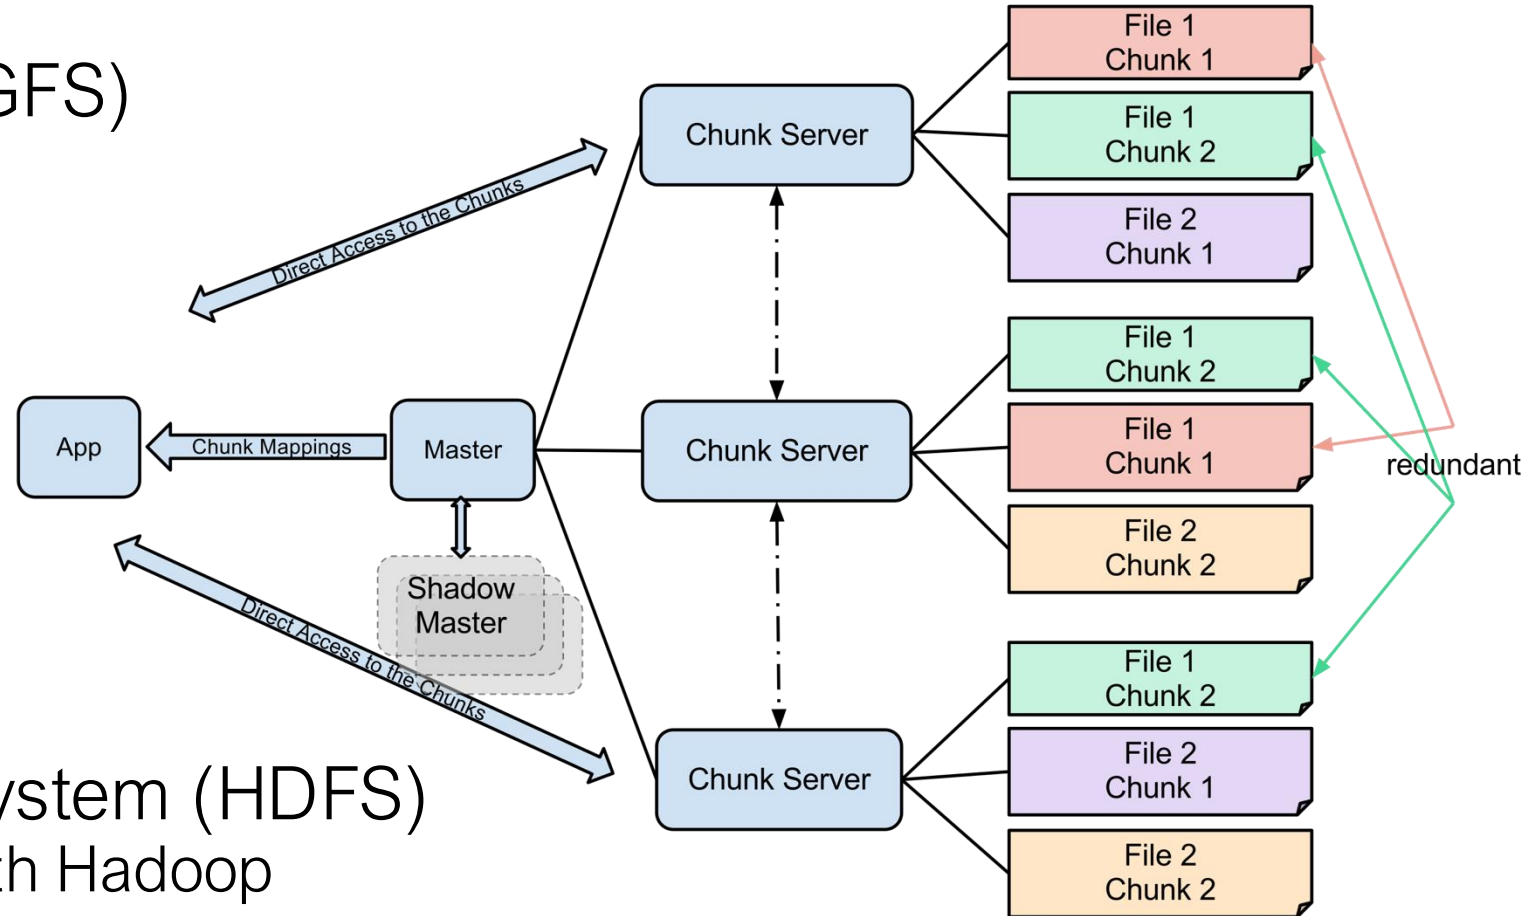 GFS)
File 1
Chunk 1
File 1
Chunk 2
File 2
Chunk 1
Chunk Server
Direct Access to the Chunks
File 1
Chunk 2
File 1
Chunk 1
File 2
Chunk 2
Chunk Server
redundant
App
Chunk Mappings
Master
Shadow
Master
Direct Access to the Chunks
File 1
Chunk 2
File 2
Chunk 1
File 2
Chunk 2
Chunk Server
ystem (HDFS)
th Hadoop